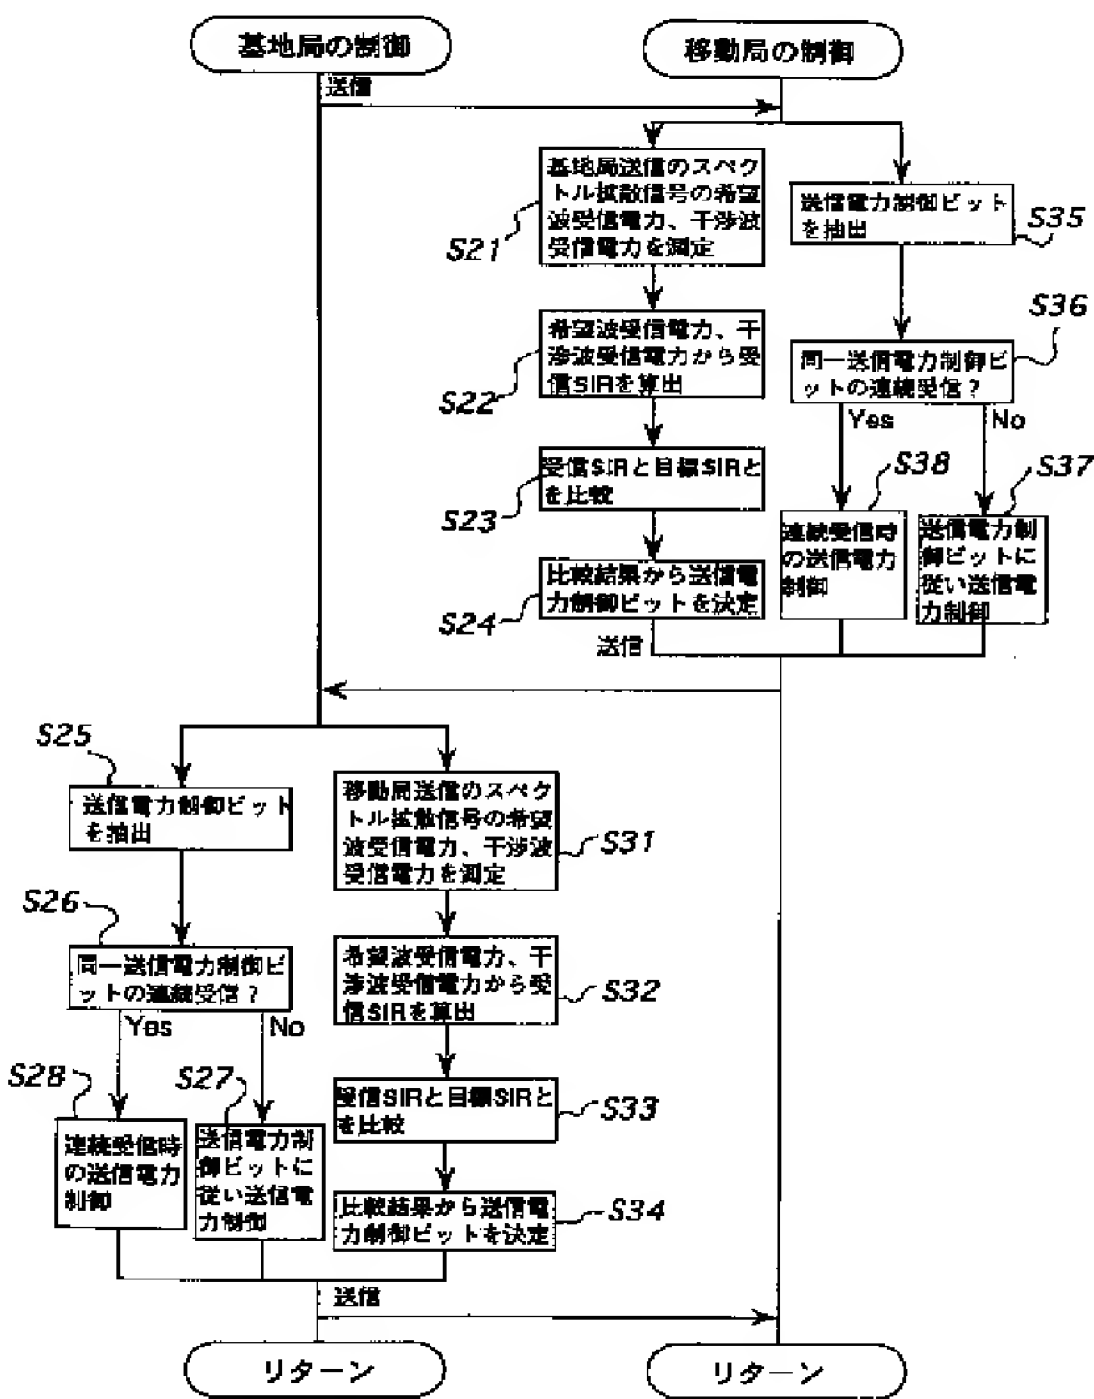 基地局の制御
移動局の制御
送信
基地局送信のスペク
トル拡散信号の希望
波受信電力、干渉波
受信電力を測定
S21
送信電力制御ビット
を抽出
S35
希望波受信電力、干
渉波受信電力から受
信SIRを算出
S22
S36
同一送信電力制御ビ
ットの連続受信？
Yes
No
受信SIRと目標SIRと
を比較
S23
S38
S37
連続受信時
の送信電力
制御
送信電力制
御ビットに
従い送信電
力制御
比較結果から送信電
力制御ビットを決定
S24
送信
S25
送信電力制御ビット
を抽出
移動局送信のスペク
トル拡散信号の希望
波受信電力、干渉波
受信電力を測定
S31
S26
同一送信電力制御ビ
ットの連続受信？
Yes
No
希望波受信電力、干
渉波受信電力から受
信SIRを算出
S32
S28
S27
連続受信時
の送信電力
制御
送信電力制
御ビットに
従い送信電
力制御
受信SIRと目標SIRと
を比較
S33
比較結果から送信電
力制御ビットを決定
S34
送信
リターン
リターン